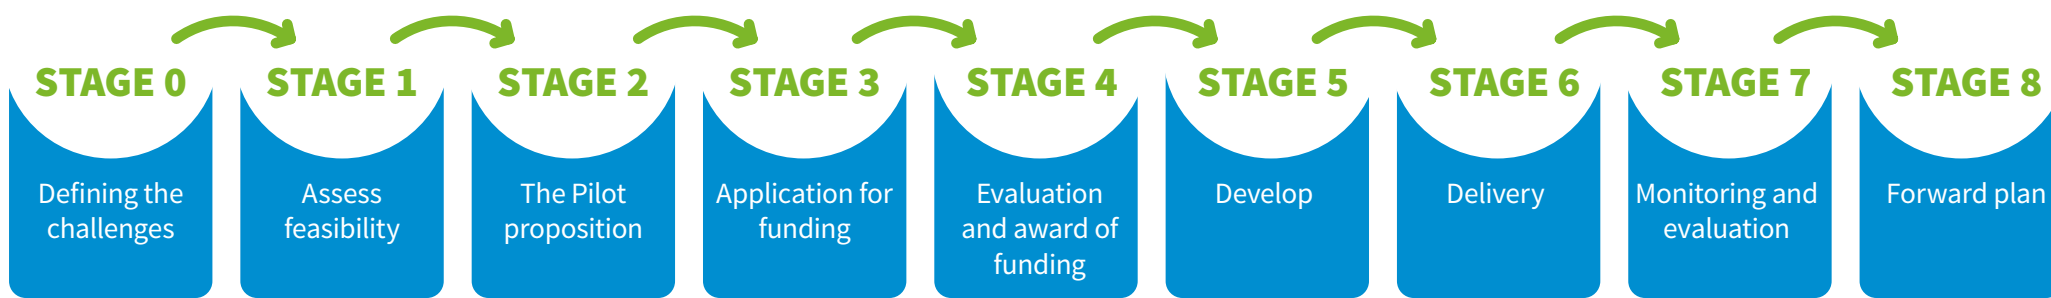 STAGE 0
Defining the
challenges
STAGE 1
Assess
feasibility
STAGE 2
The Pilot
proposition
STAGE 3
Application for
funding
STAGE 4
Evaluation
and award of
funding
STAGE 5
Develop
STAGE 6
Delivery
STAGE 7
Monitoring and
evaluation
STAGE 8
Forward plan